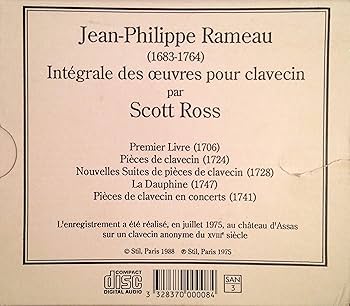 Jean-Philippe Rameau
(1683-1764)
Intégrale des œuvres pour clavecin
par
Scott Ross
Premier Livre (1706)
Pièces de clavecin (1724)
Nouvelles Suites de pièces de clavecin (1728)
La Dauphine (1747)
Pièces de clavecin en concerts (1741)
L'enregistrement a été réalisé, en juillet 1975, au château d'Assas
sur un clavecin anonyme du XVIIIe siècle
© Stil, Paris 1988 ℗ Stil, Paris 1975
COMPACT
disc
DIGITAL AUDIO
3 328370 000084
SAN
3